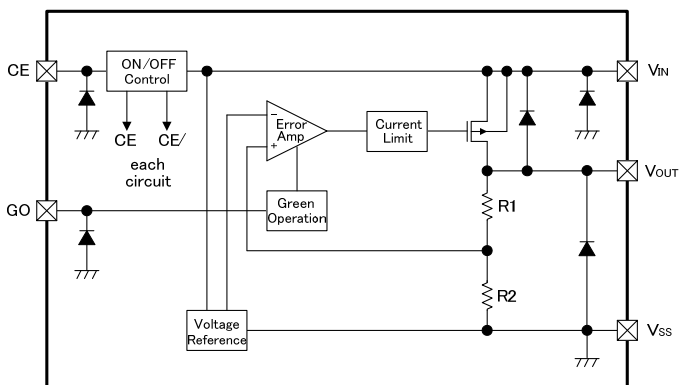 CE
ON/OFF
Control
VIN
CE
CE/
each
circuit
−
Error
Amp
+
Current
Limit
VOUT
GO
Green
Operation
R1
R2
Voltage
Reference
VSS